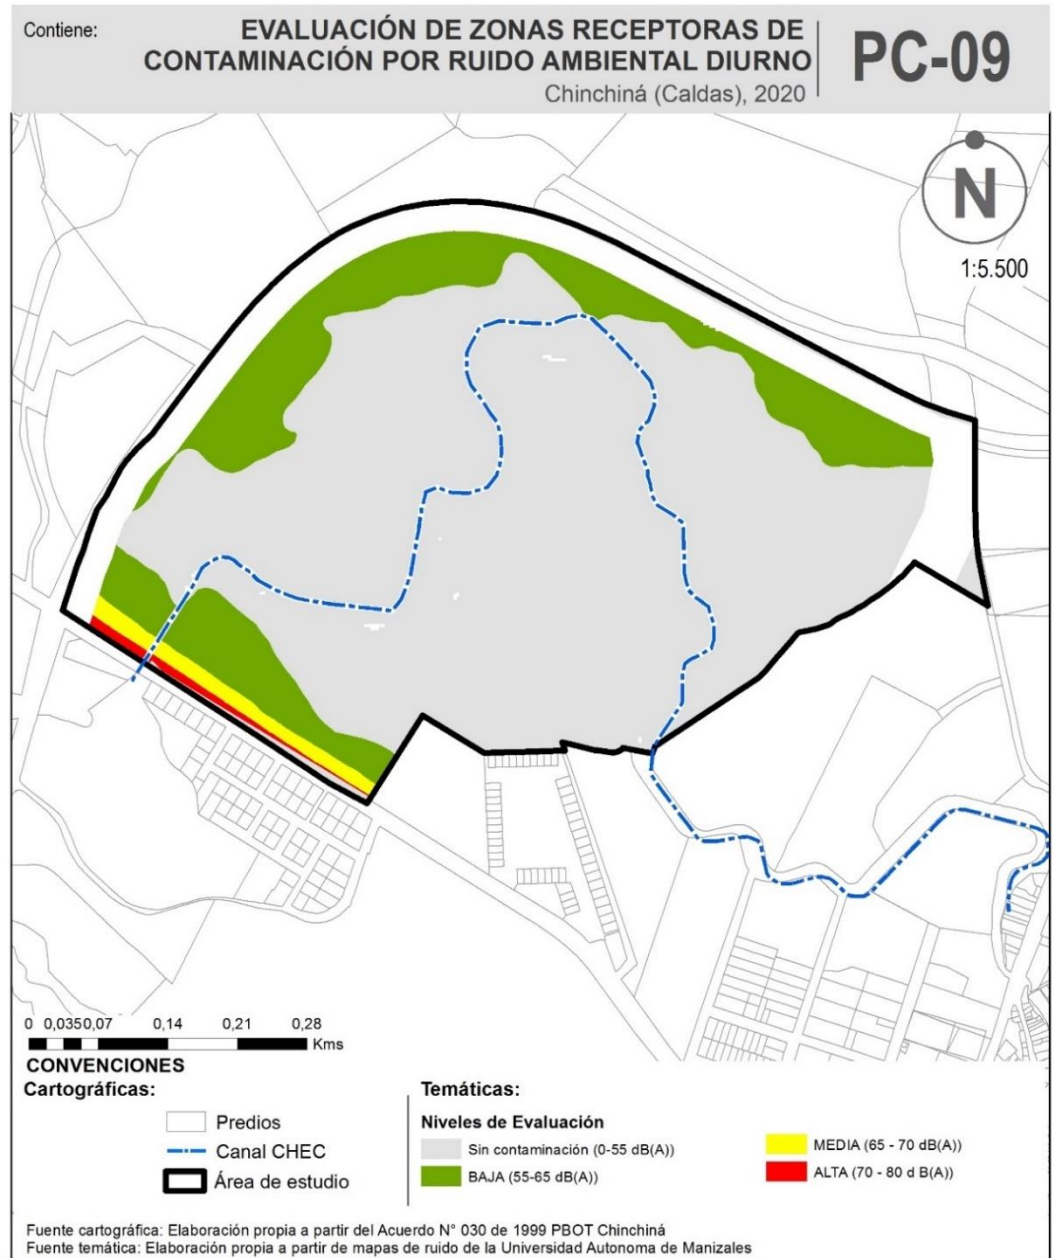 Contiene:
EVALUACIÓN DE ZONAS RECEPTORAS DE
CONTAMINACIÓN POR RUIDO AMBIENTAL DIURNO
Chinchiná (Caldas), 2020
PC-09
N
1:5.500
0 0,035 0,07 0,14 0,21 0,28
Kms
CONVENCIONES
Cartográficas:
Predios
Canal CHEC
Área de estudio
Temáticas:
Niveles de Evaluación
Sin contaminación (0-55 dB(A))
BAJA (55-65 dB(A))
MEDIA (65 - 70 dB(A))
ALTA (70 - 80 d B(A))
Fuente cartográfica: Elaboración propia a partir del Acuerdo N° 030 de 1999 PBOT Chinchiná
Fuente temática: Elaboración propia a partir de mapas de ruido de la Universidad Autonoma de Manizales